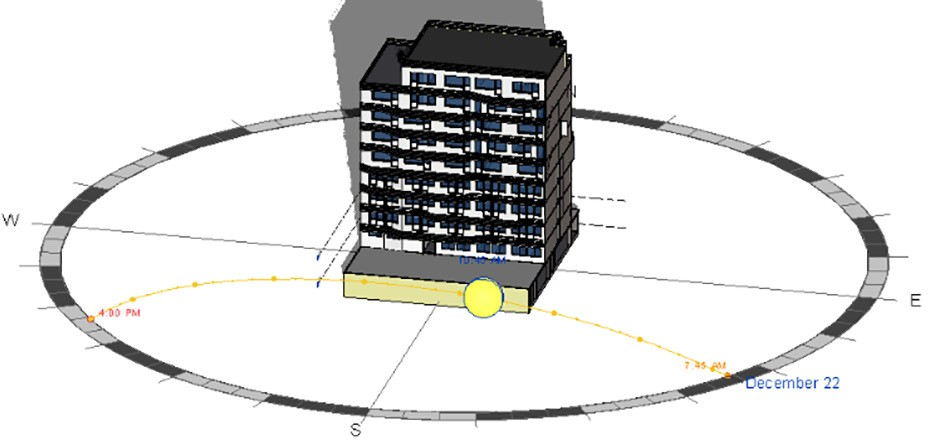 W
E
4:00 PM
7:45 AM
December 22
S